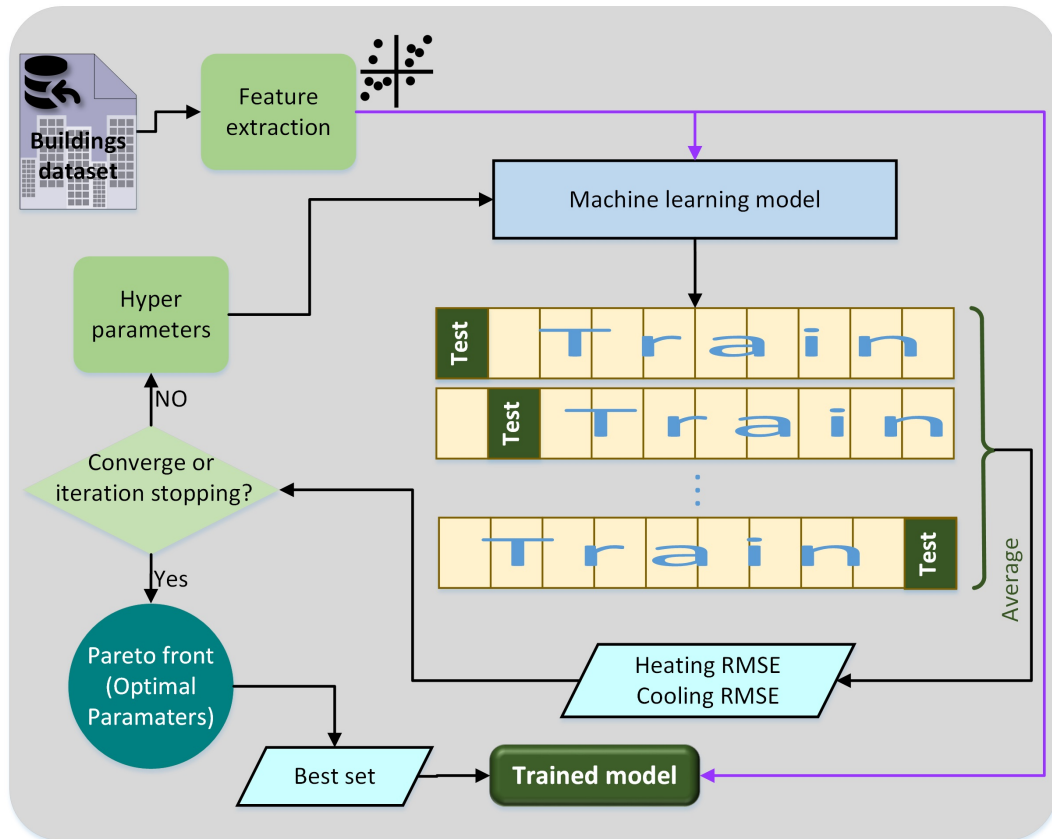 Buildings
dataset
Feature
extraction
Machine learning model
Hyper
parameters
Test
Train
Test
Train
Train
Test
Average
NO
Converge or
iteration stopping?
Yes
Heating RMSE
Cooling RMSE
Pareto front
(Optimal
Paramaters)
Best set
Trained model